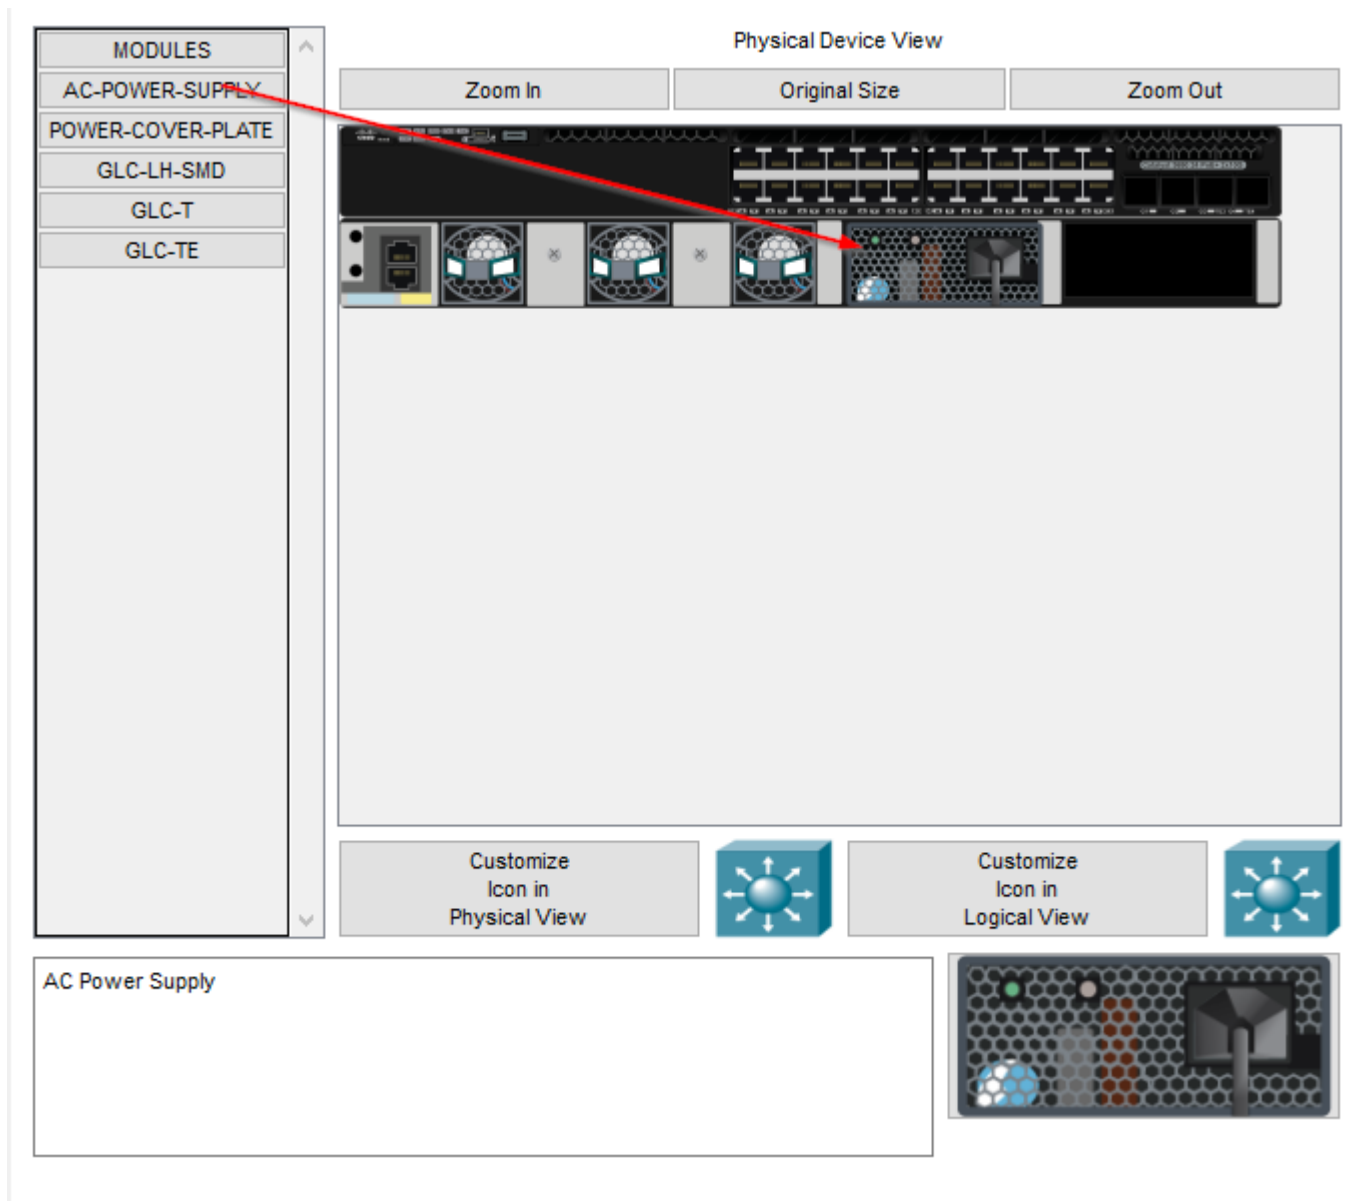 MODULES
AC-POWER-SUPPLY
POWER-COVER-PLATE
GLC-LH-SMD
GLC-T
GLC-TE
Physical Device View
Zoom In
Original Size
Zoom Out
Customize
Icon in
Physical View
Customize
Icon in
Logical View
AC Power Supply